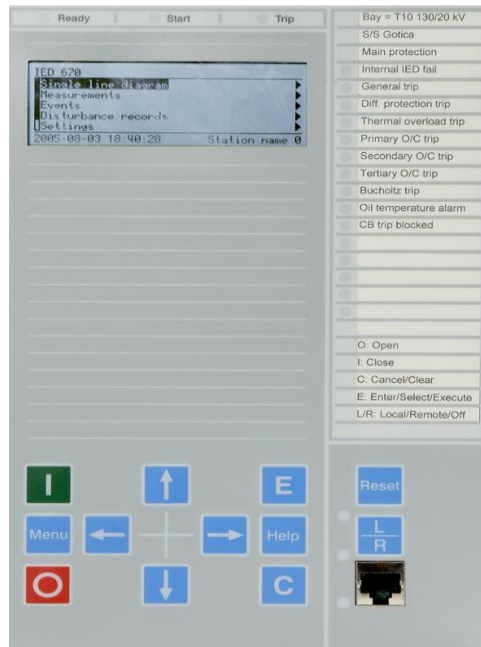 Ready Start Trip
IED 670
Single line diagram
Measurements
Events
Disturbance records
Settings
2005-08-03 18:40:28 Station name 0
Bay = T10 130/20 kV
S/S Gotica
Main protection
Internal IED fail
General trip
Diff. protection trip
Thermal overload trip
Primary O/C trip
Secondary O/C trip
Tertiary O/C trip
Bucholtz trip
Oil temperature alarm
CB trip blocked
O: Open
I: Close
C: Cancel/Clear
E: Enter/Select/Execute
L/R: Local/Remote/Off
I
E
Reset
Menu
Help
L
R
O
C